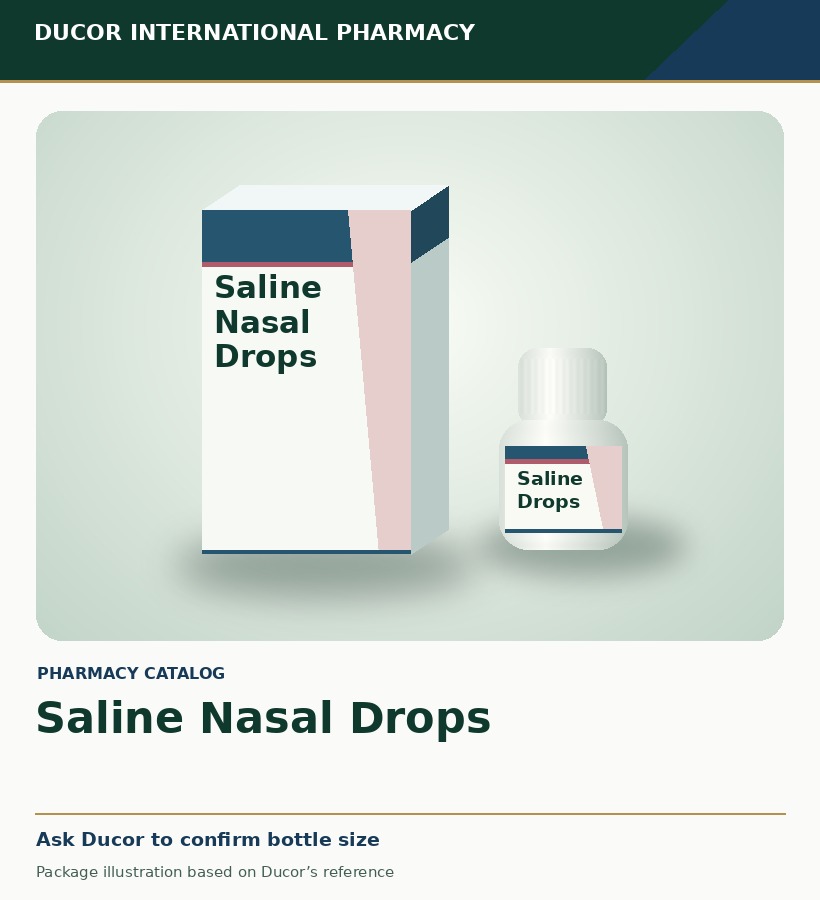 DUCOR INTERNATIONAL PHARMACY
Saline
Nasal
Drops
Saline
Drops
PHARMACY CATALOG
Saline Nasal Drops
Ask Ducor to confirm bottle size
Package illustration based on Ducor’s reference